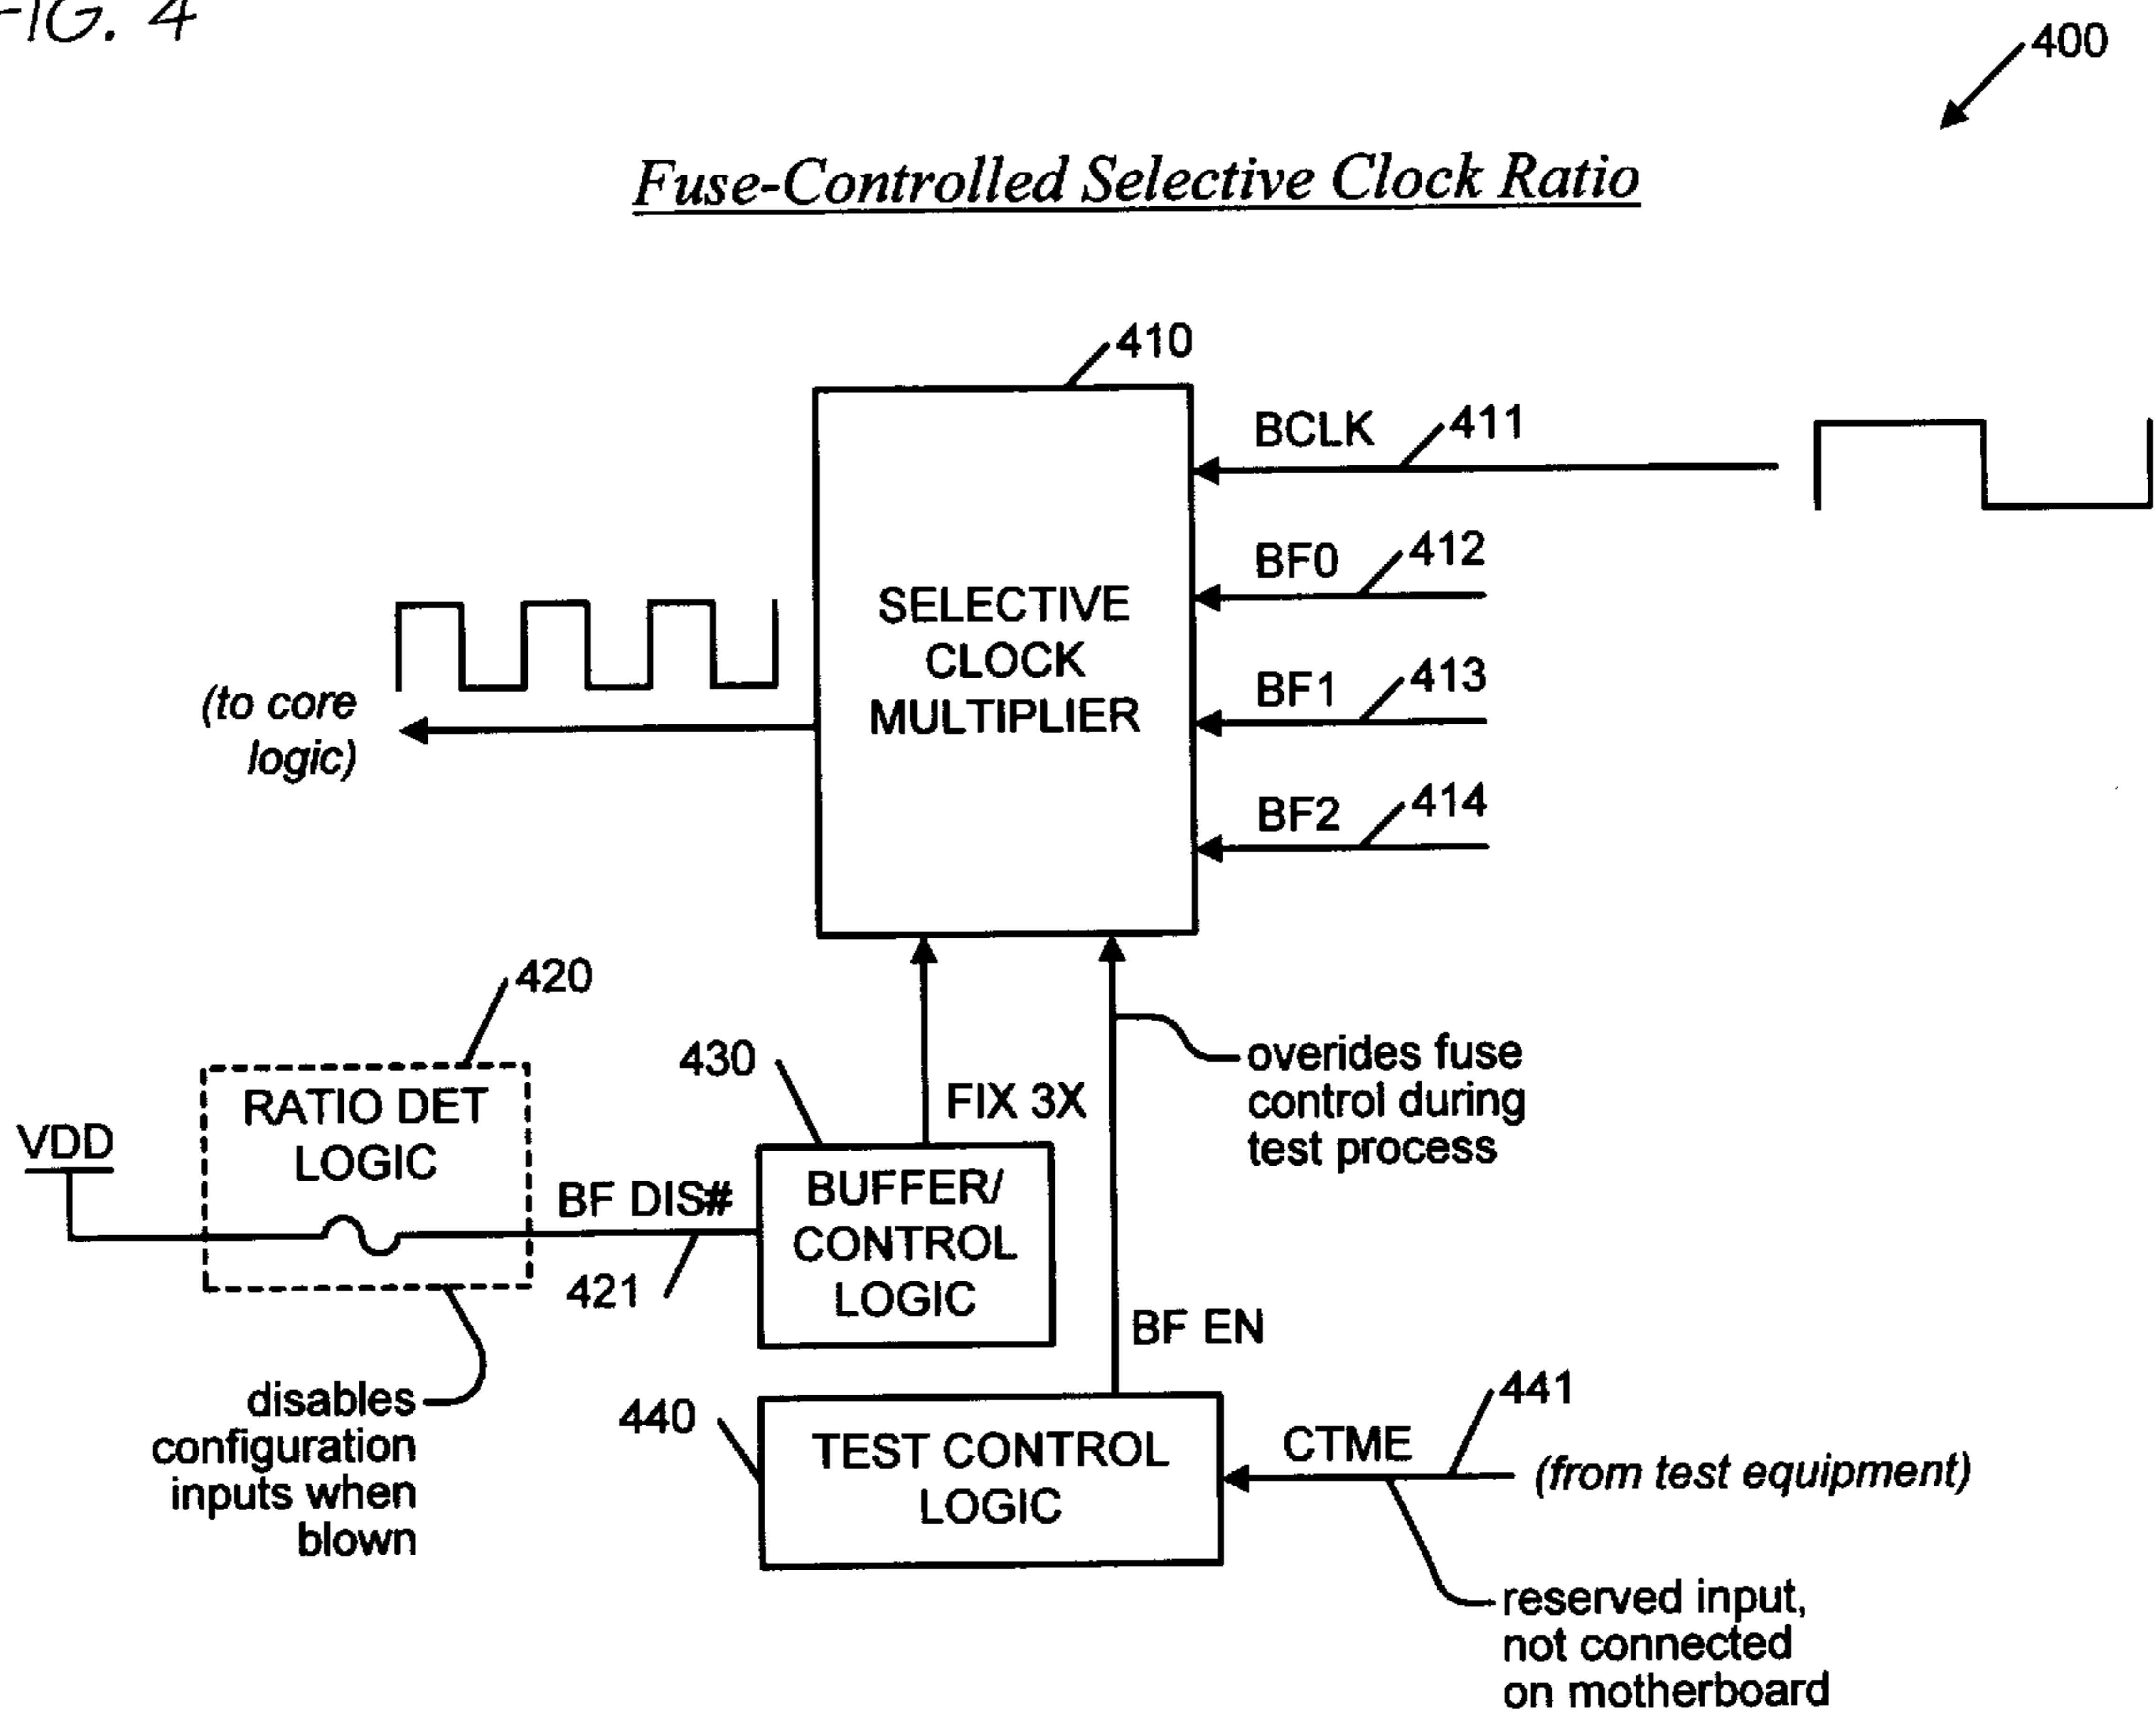 FIG. 4
400
Fuse-Controlled Selective Clock Ratio
410
BCLK
411
BF0
412
SELECTIVE
CLOCK
MULTIPLIER
BF1
413
BF2
414
(to core
logic)
420
RATIO DET
LOGIC
VDD
BF DIS#
421
430
FIX 3X
BUFFER/
CONTROL
LOGIC
overides fuse
control during
test process
disables
configuration
inputs when
blown
BF EN
440
TEST CONTROL
LOGIC
CTME
441
(from test equipment)
reserved input,
not connected
on motherboard